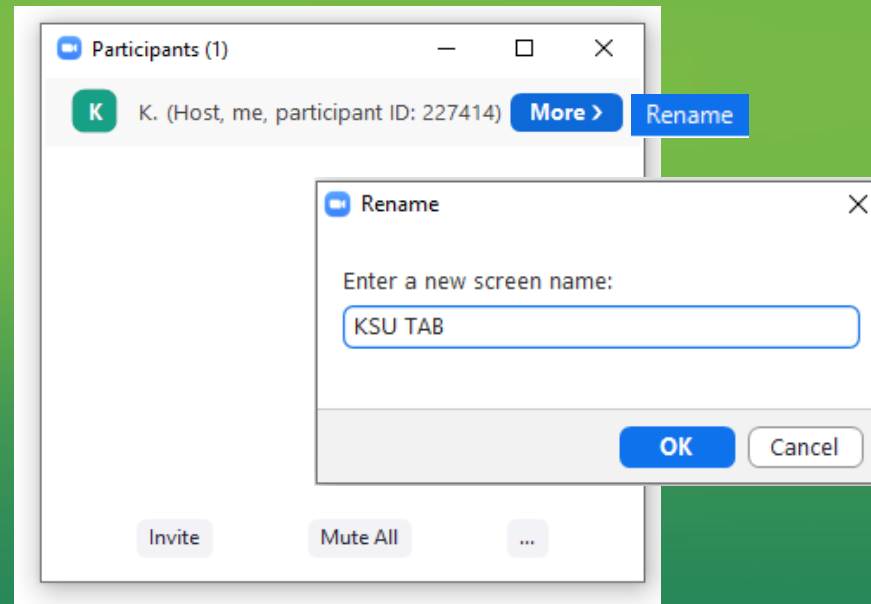 Participants (1)
K
K. (Host, me, participant ID: 227414) More > Rename
Rename
Enter a new screen name:
KSU TAB
OK Cancel
Invite Mute All ...